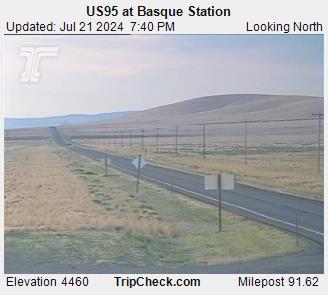 US95 at Basque Station
Updated: Jul 21 2024 7:40 PM Looking North
Elevation 4460 TripCheck.com Milepost 91.62